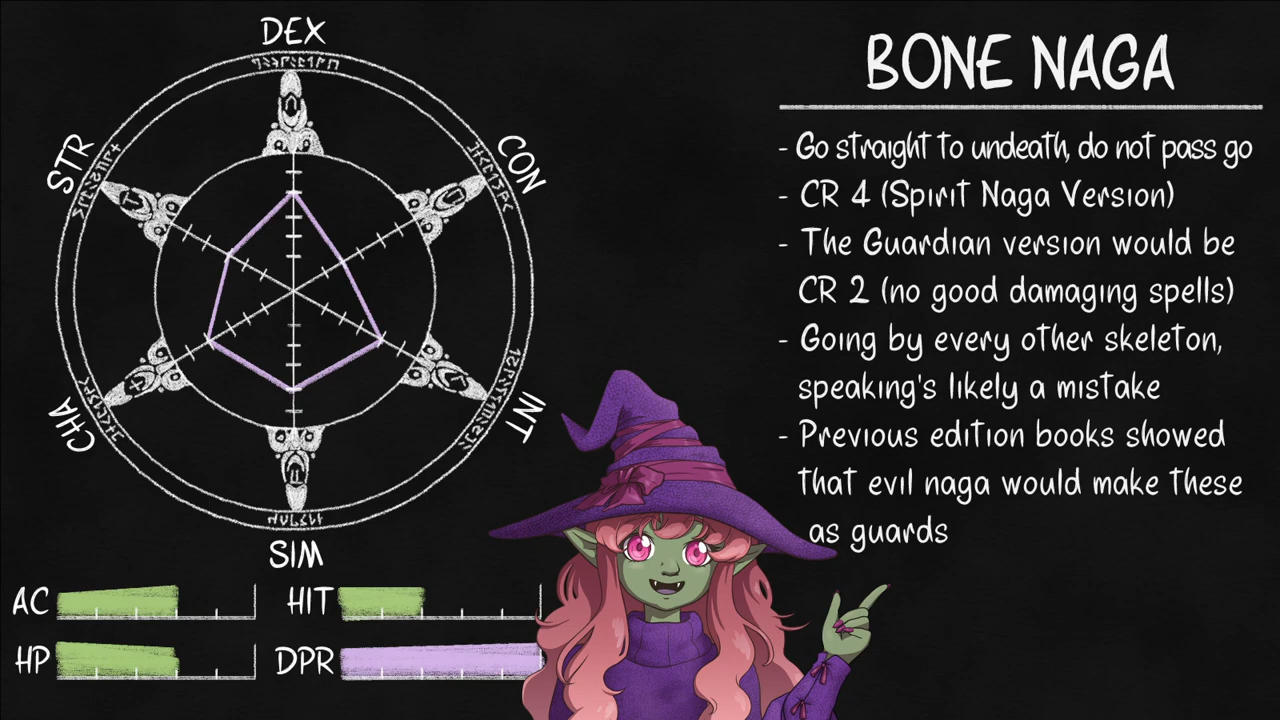 DEX
STR
CON
CHA
INT
SIM
AC
HIT
HP
DPR
BONE NAGA
- Go straight to undeath, do not pass go
- CR 4 (Spirit Naga Version)
- The Guardian version would be
CR 2 (no good damaging spells)
- Going by every other skeleton,
speaking's likely a mistake
- Previous edition books showed
that evil naga would make these
as guards